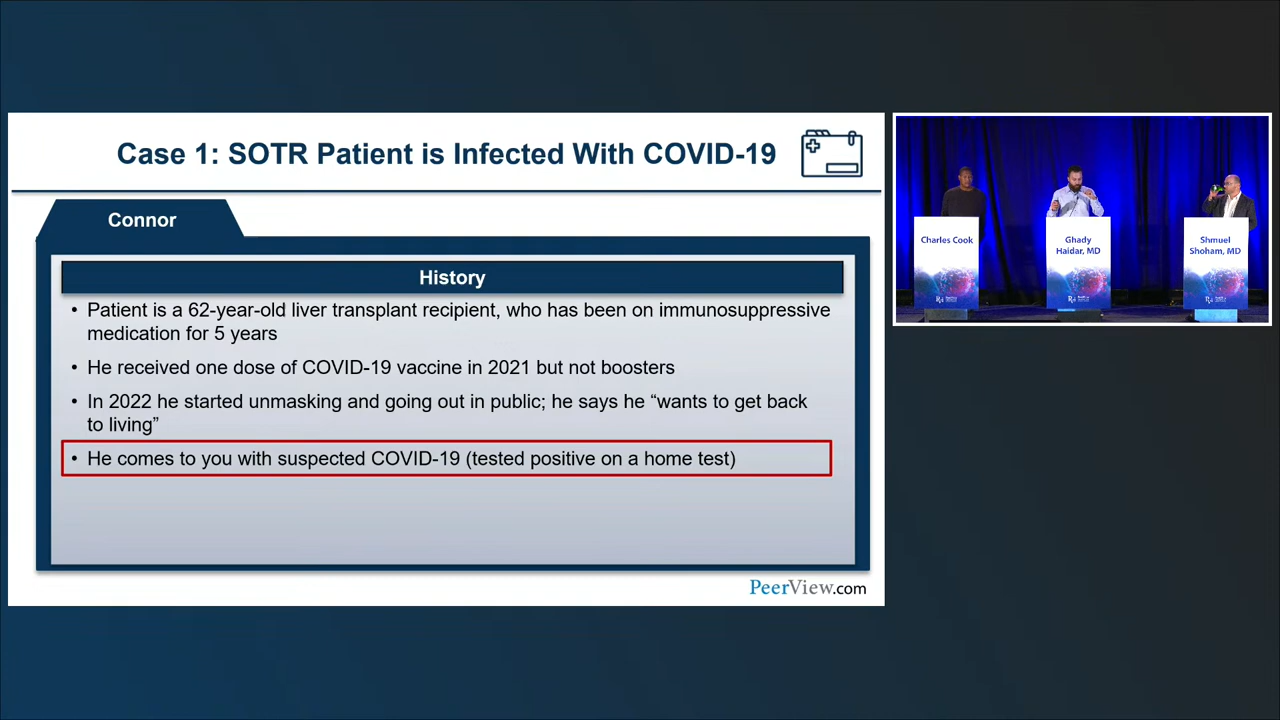 Case 1: SOTR Patient is Infected With COVID-19
Connor
History
• Patient is a 62-year-old liver transplant recipient, who has been on immunosuppressive
medication for 5 years
• He received one dose of COVID-19 vaccine in 2021 but not boosters
• In 2022 he started unmasking and going out in public; he says he “wants to get back
to living”
• He comes to you with suspected COVID-19 (tested positive on a home test)
PeerView.com
Charles Cook
Ghady
Haidar, MD
Shmuel
Shoham, MD